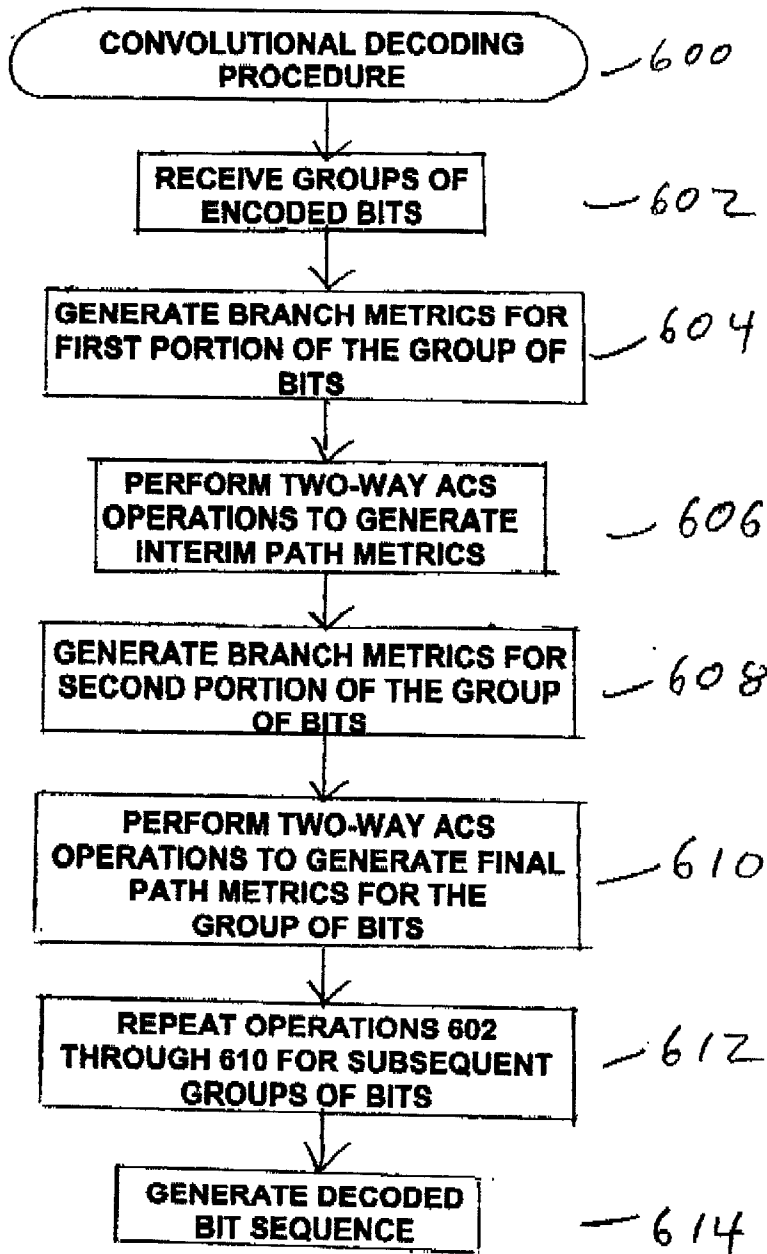 CONVOLUTIONAL DECODING
PROCEDURE
600
RECEIVE GROUPS OF
ENCODED BITS
602
GENERATE BRANCH METRICS FOR
FIRST PORTION OF THE GROUP OF
BITS
604
PERFORM TWO-WAY ACS
OPERATIONS TO GENERATE
INTERIM PATH METRICS
606
GENERATE BRANCH METRICS FOR
SECOND PORTION OF THE GROUP
OF BITS
608
PERFORM TWO-WAY ACS
OPERATIONS TO GENERATE FINAL
PATH METRICS FOR THE
GROUP OF BITS
610
REPEAT OPERATIONS 602
THROUGH 610 FOR SUBSEQUENT
GROUPS OF BITS
612
GENERATE DECODED
BIT SEQUENCE
614